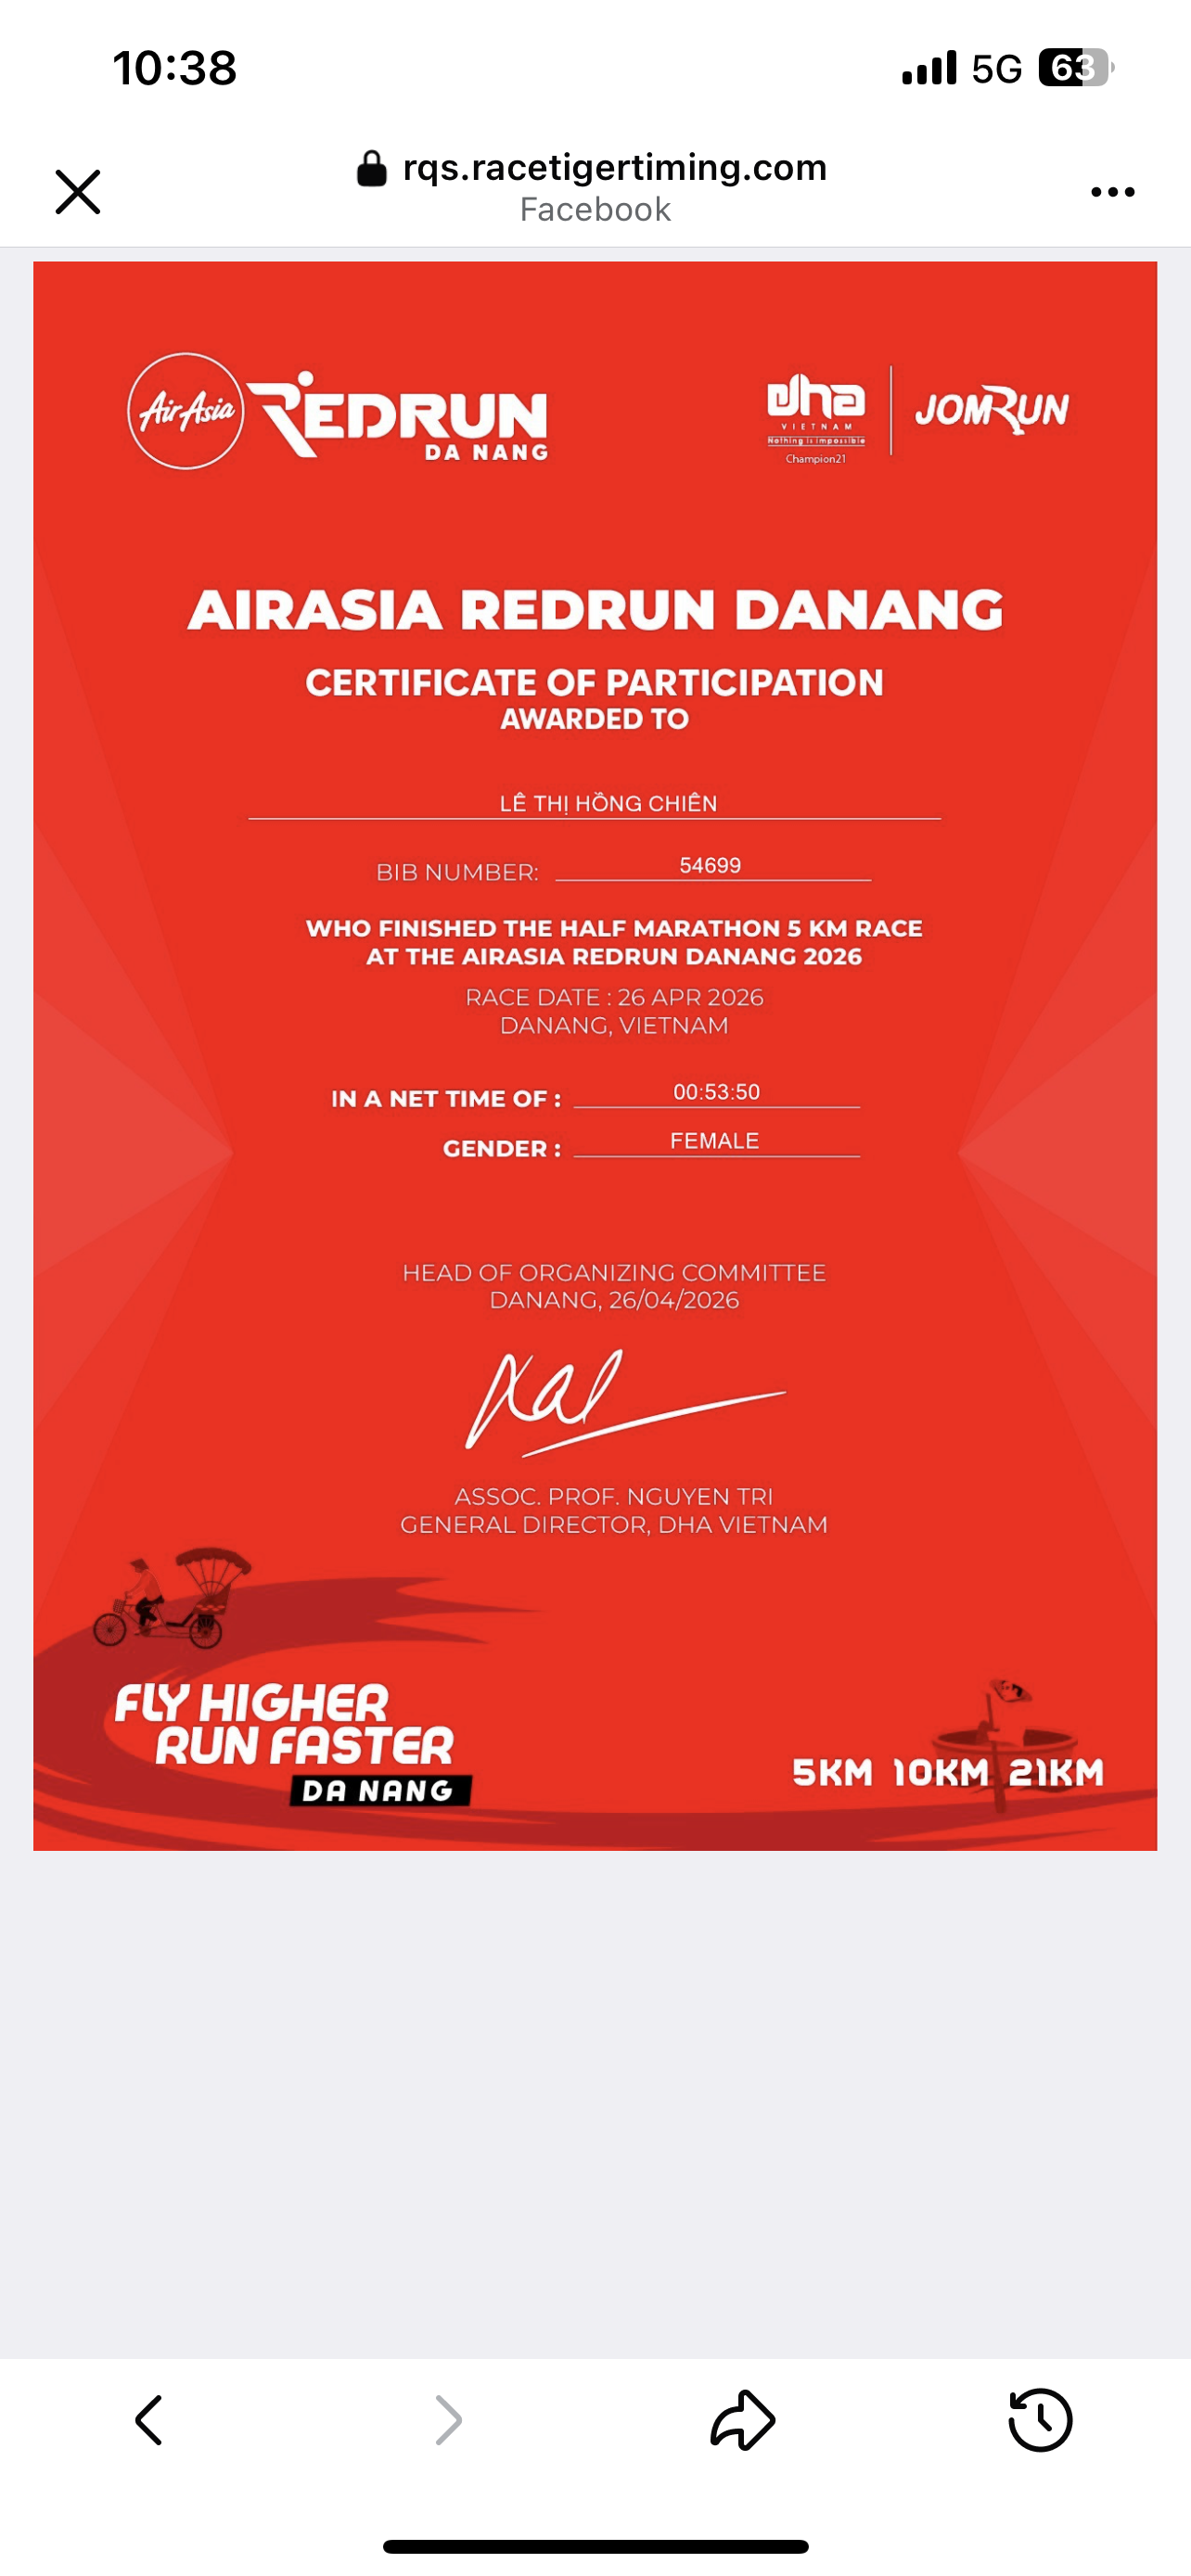 10:38
5G 63
rqs.racetigertiming.com
Facebook
AirAsia REDRUN
DA NANG
dha
VIETNAM
Nothing is impossible
Champion21
JOMRUN
AIRASIA REDRUN DANANG
CERTIFICATE OF PARTICIPATION
AWARDED TO
LÊ THỊ HỒNG CHIÊN
BIB NUMBER: 54699
WHO FINISHED THE HALF MARATHON 5 KM RACE
AT THE AIRASIA REDRUN DANANG 2026
RACE DATE : 26 APR 2026
DANANG, VIETNAM
IN A NET TIME OF : 00:53:50
GENDER : FEMALE
HEAD OF ORGANIZING COMMITTEE
DANANG, 26/04/2026
ASSOC. PROF. NGUYEN TRI
GENERAL DIRECTOR, DHA VIETNAM
FLY HIGHER
RUN FASTER
DA NANG
5KM 10KM 21KM